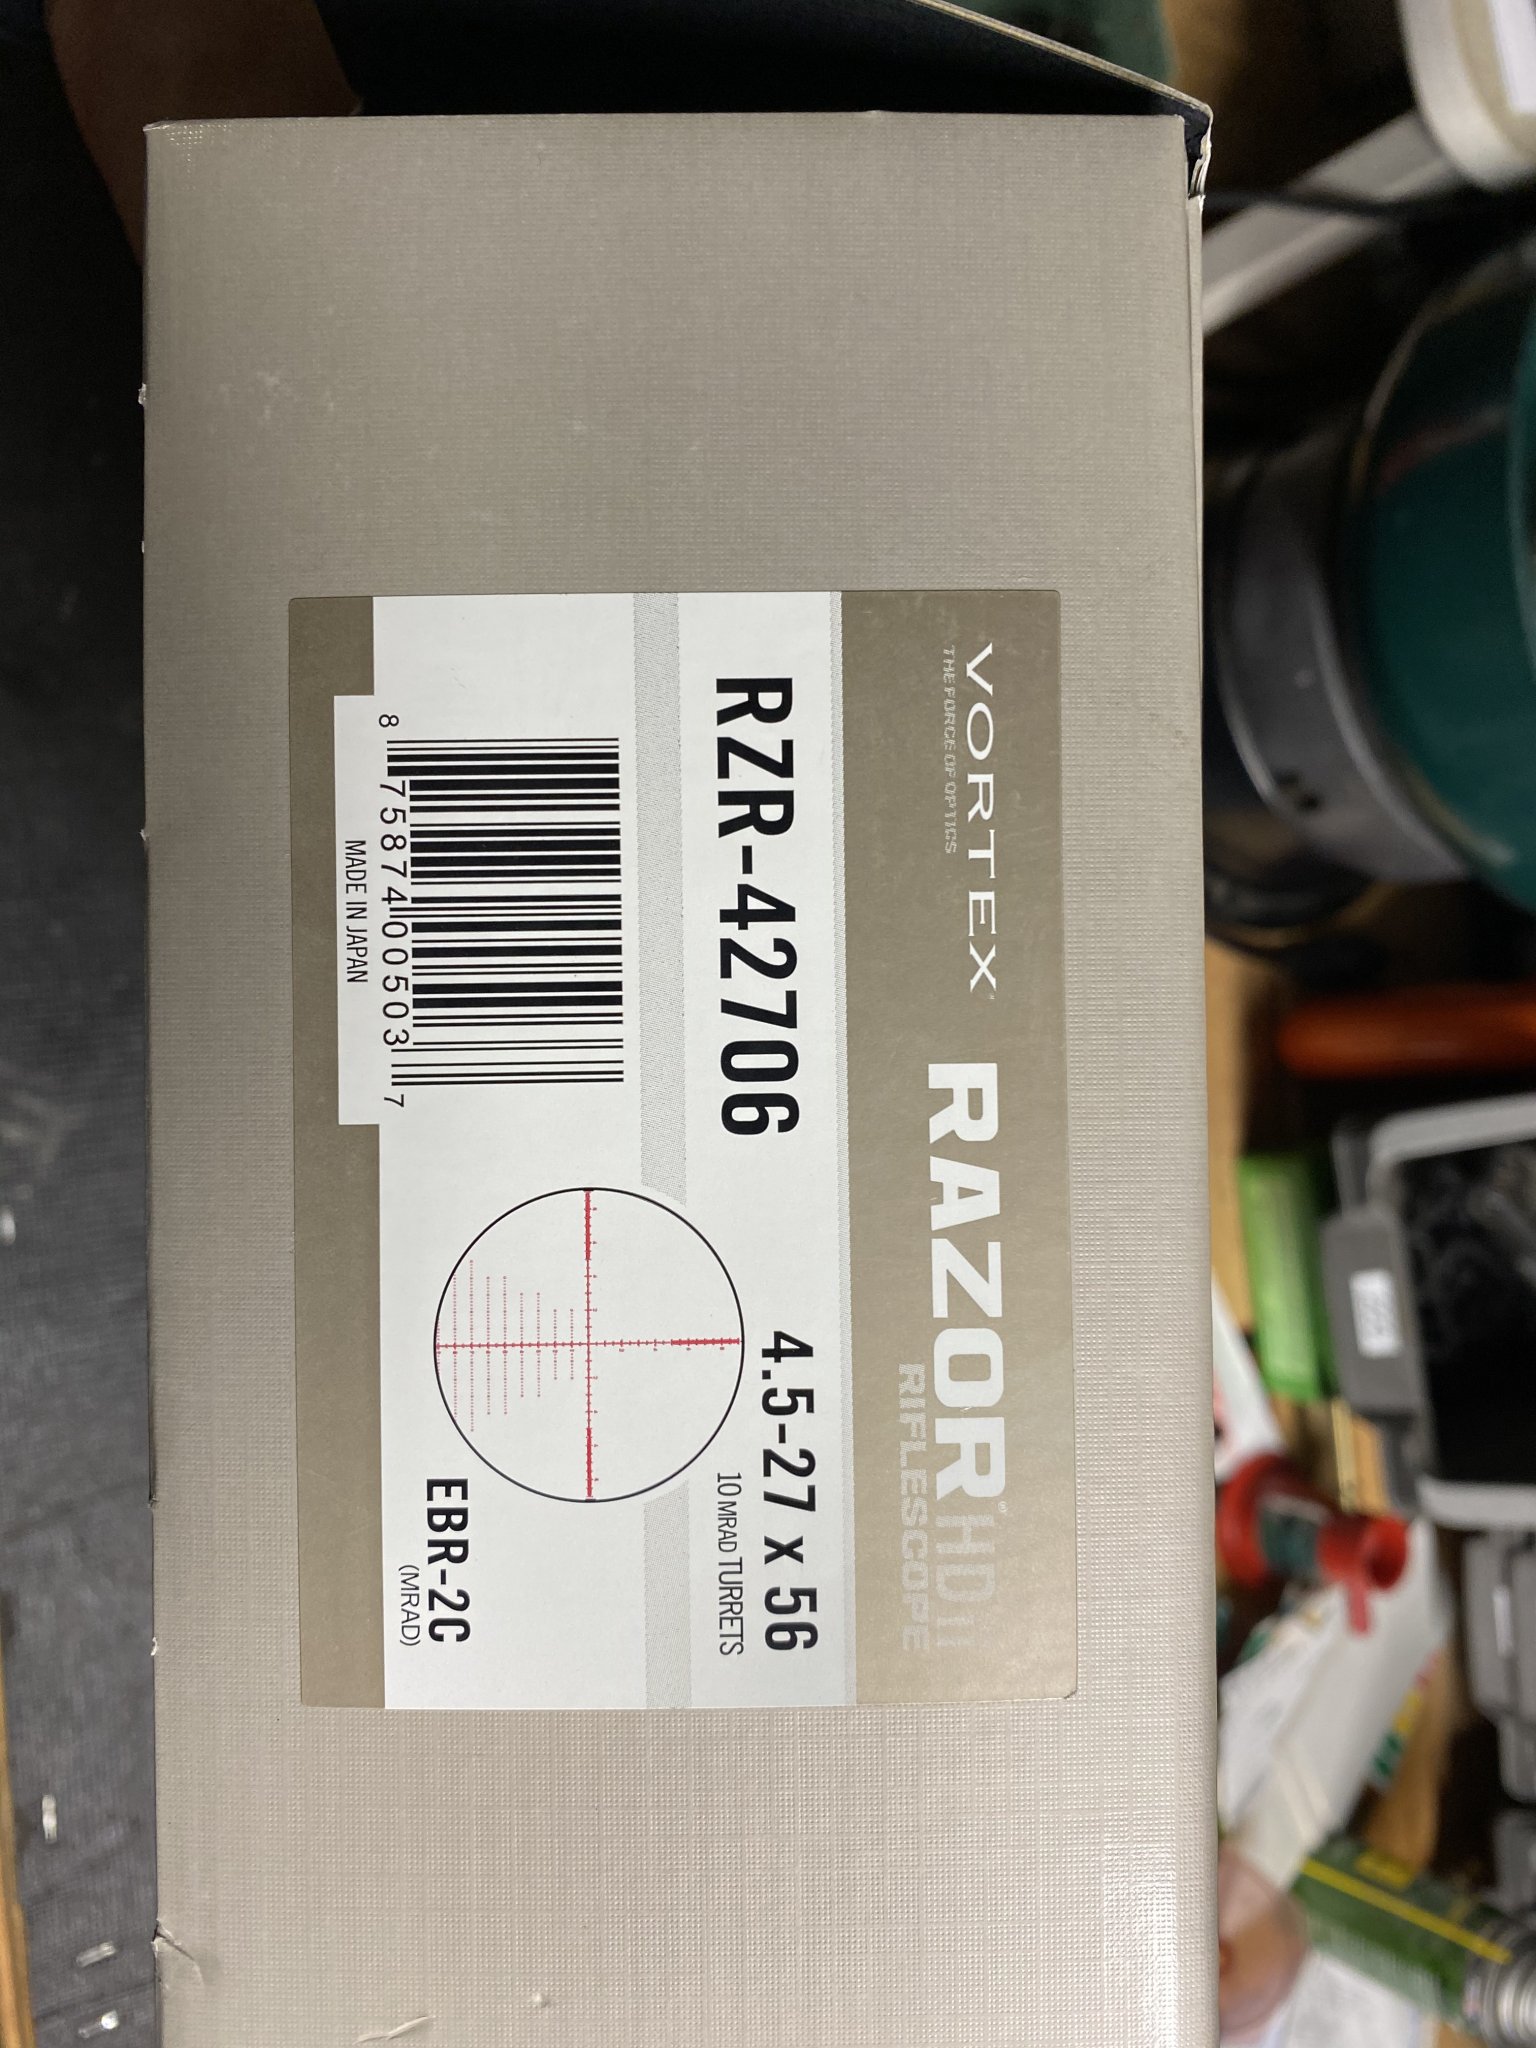 VORTEX
THE FORCE OF OPTICS
RAZOR® HD II
RIFLESCOPE
RZR-42706
4.5-27 x 56
10 MRAD TURRETS
8 75874 00503 7
MADE IN JAPAN
EBR-2C
(MRAD)